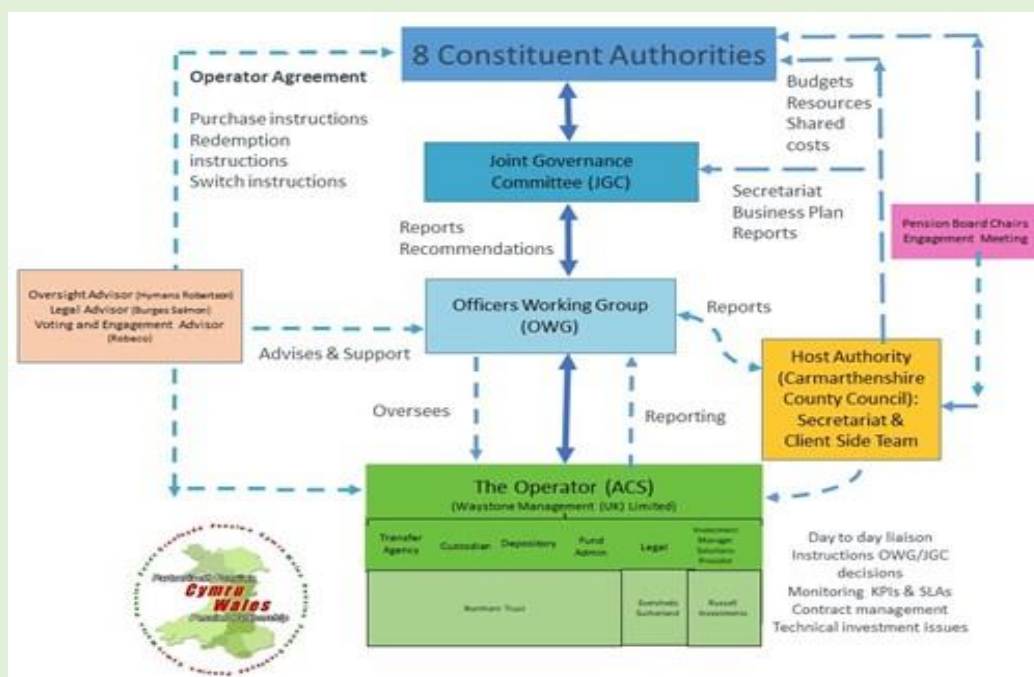 8 Constituent Authorities
Operator Agreement
Purchase instructions
Redemption
instructions
Switch instructions
Budgets
Resources
Shared
costs
Joint Governance
Committee (JGC)
Secretariat
Business Plan
Reports
Pension Board Chairs
Engagement Meeting
Reports
Recommendations
Oversight Advisor (Hymans Robertson)
Legal Advisor (Burges Salmon)
Voting and Engagement Advisor
(Robeco)
Officers Working Group
(OWG)
Advises & Support
Reports
Host Authority
(Carmarthenshire
County Council):
Secretariat &
Client Side Team
Oversees
Reporting
The Operator (ACS)
(Waystone Management (UK) Limited)
Transfer
Agency
Custodian
Depository
Fund
Admin
Legal
Investment
Manager
Solutions
Provider
Northern Trust
Eversheds
Sutherland
Russell
Investments
Day to day liaison
Instructions OWG/JGC
decisions
Monitoring KPIs & SLAs
Contract management
Technical investment issues
Cymru
Wales